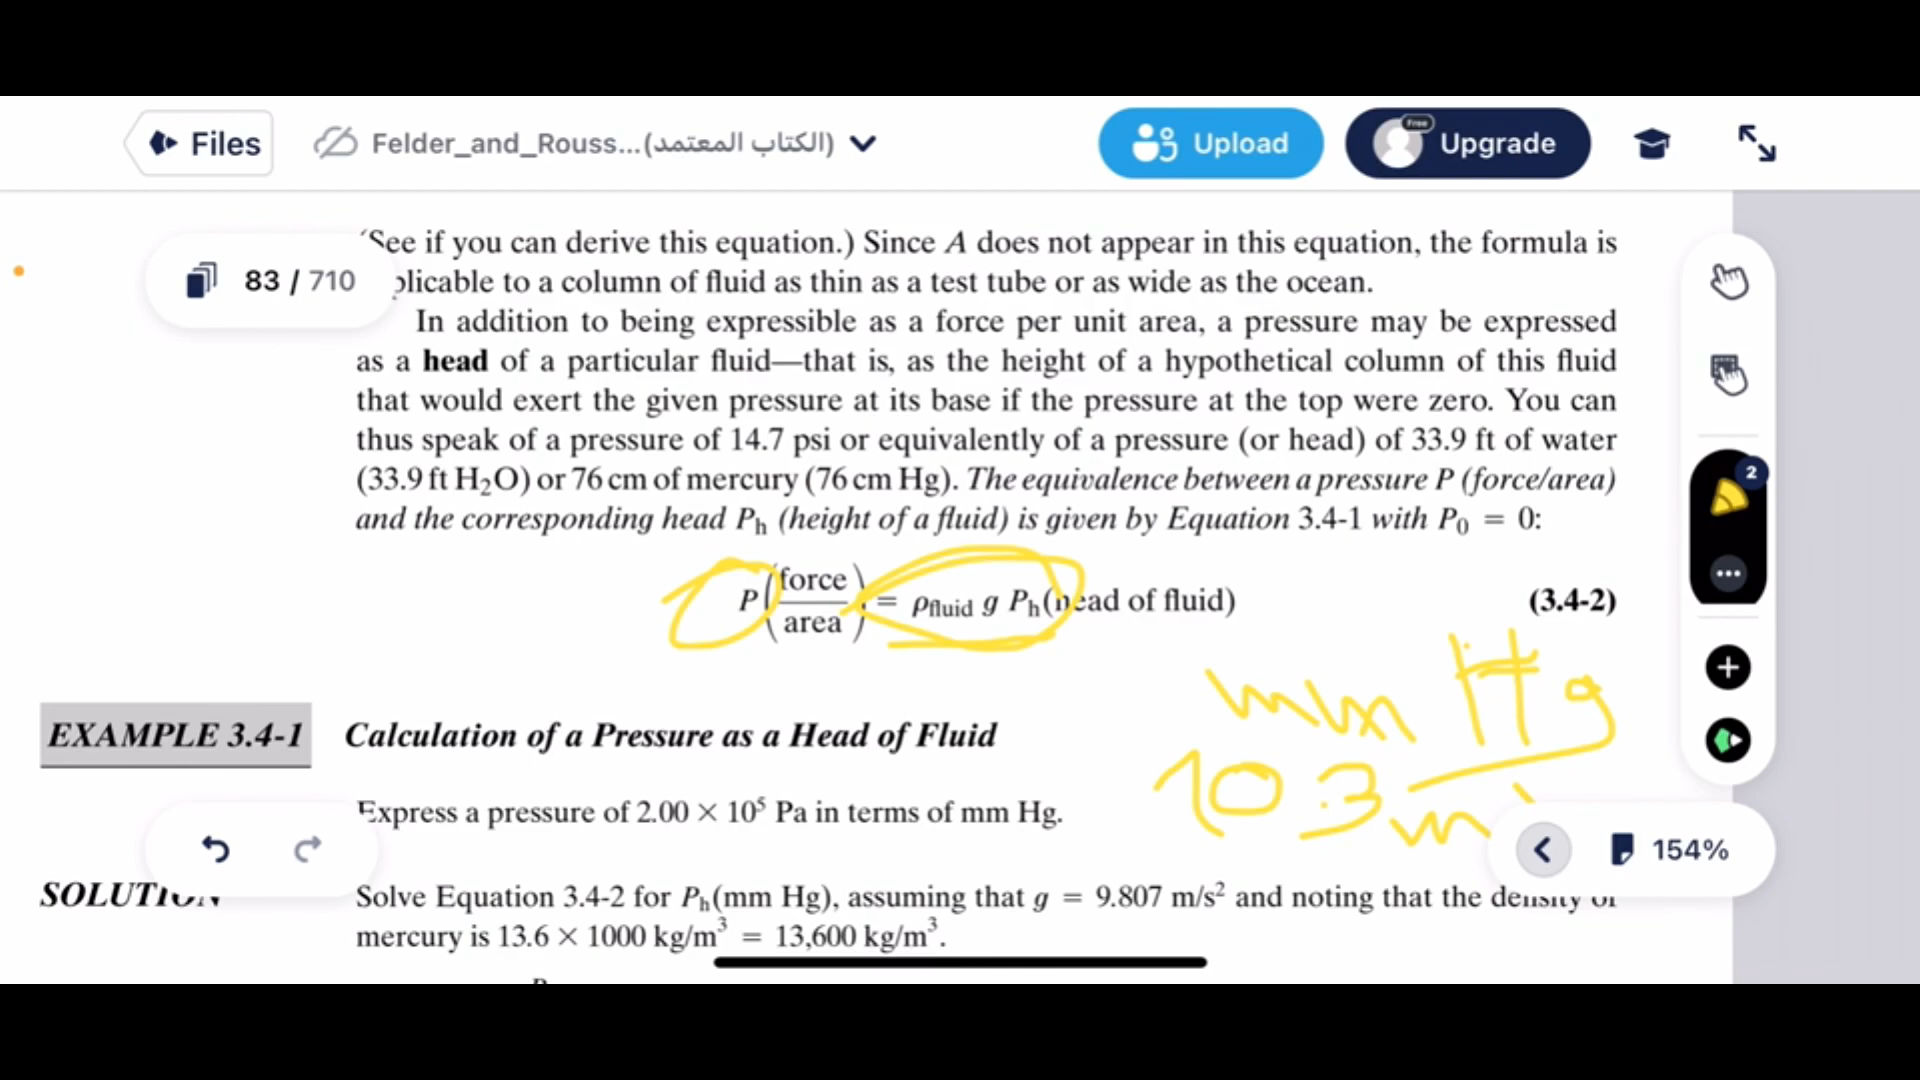 Files
Felder_and_Rouss...(الكتاب المعتمد)
Upload
Free
Upgrade
83 / 710
(See if you can derive this equation.) Since A does not appear in this equation, the formula is
plicable to a column of fluid as thin as a test tube or as wide as the ocean.
In addition to being expressible as a force per unit area, a pressure may be expressed
as a head of a particular fluid—that is, as the height of a hypothetical column of this fluid
that would exert the given pressure at its base if the pressure at the top were zero. You can
thus speak of a pressure of 14.7 psi or equivalently of a pressure (or head) of 33.9 ft of water
(33.9 ft H₂O) or 76 cm of mercury (76 cm Hg). The equivalence between a pressure P (force/area)
and the corresponding head Pₕ (height of a fluid) is given by Equation 3.4-1 with P₀ = 0:
P(force/area) = ρfluid g Pₕ(head of fluid) (3.4-2)
2
mm Hg
10.3 m
EXAMPLE 3.4-1 Calculation of a Pressure as a Head of Fluid
Express a pressure of 2.00 × 10⁵ Pa in terms of mm Hg.
154%
SOLUTION Solve Equation 3.4-2 for Pₕ(mm Hg), assuming that g = 9.807 m/s² and noting that the density of
mercury is 13.6 × 1000 kg/m³ = 13,600 kg/m³.